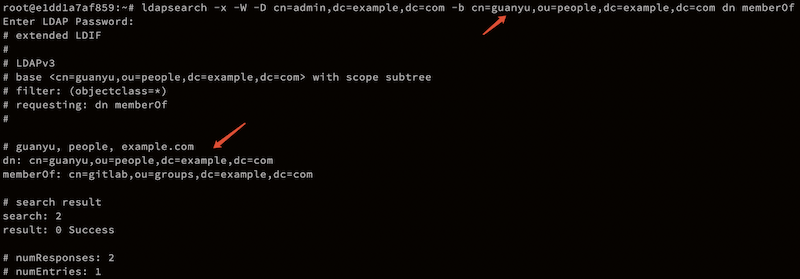 root@e1dd1a7af859:~# ldapsearch -x -W -D cn=admin,dc=example,dc=com -b cn=guanyu,ou=people,dc=example,dc=com dn memberOf
Enter LDAP Password:
# extended LDIF
#
# LDAPv3
# base <cn=guanyu,ou=people,dc=example,dc=com> with scope subtree
# filter: (objectclass=*)
# requesting: dn memberOf
#
# guanyu, people, example.com
dn: cn=guanyu,ou=people,dc=example,dc=com
memberOf: cn=gitlab,ou=groups,dc=example,dc=com
# search result
search: 2
result: 0 Success
# numResponses: 2
# numEntries: 1